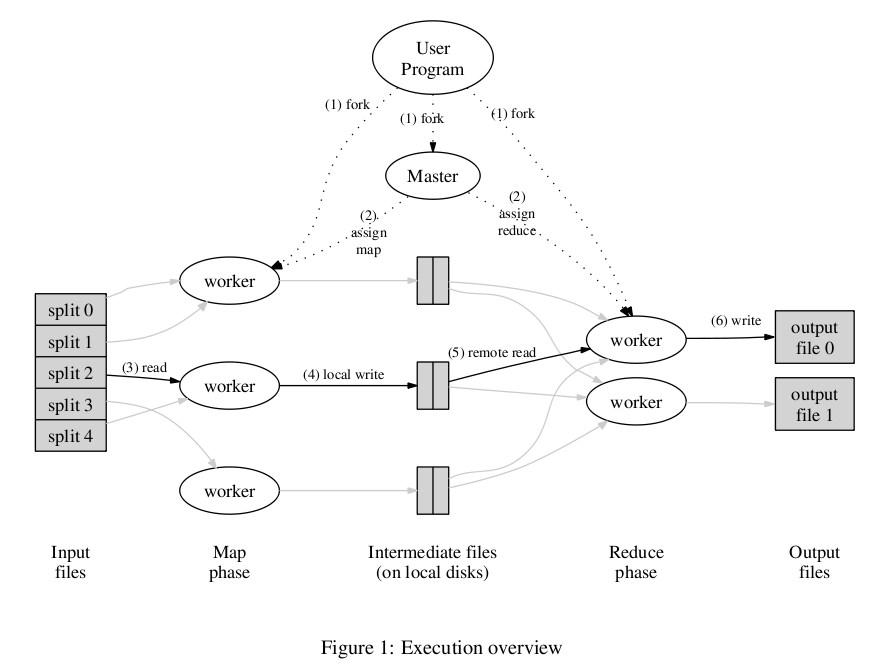 User
Program
(1) fork
(1) fork
(1) fork
Master
(2)
assign
map
(2)
assign
reduce
worker
split 0
split 1
split 2
split 3
split 4
(3) read
worker
(4) local write
(5) remote read
worker
worker
worker
(6) write
output
file 0
output
file 1
Input
files
Map
phase
Intermediate files
(on local disks)
Reduce
phase
Output
files
Figure 1: Execution overview